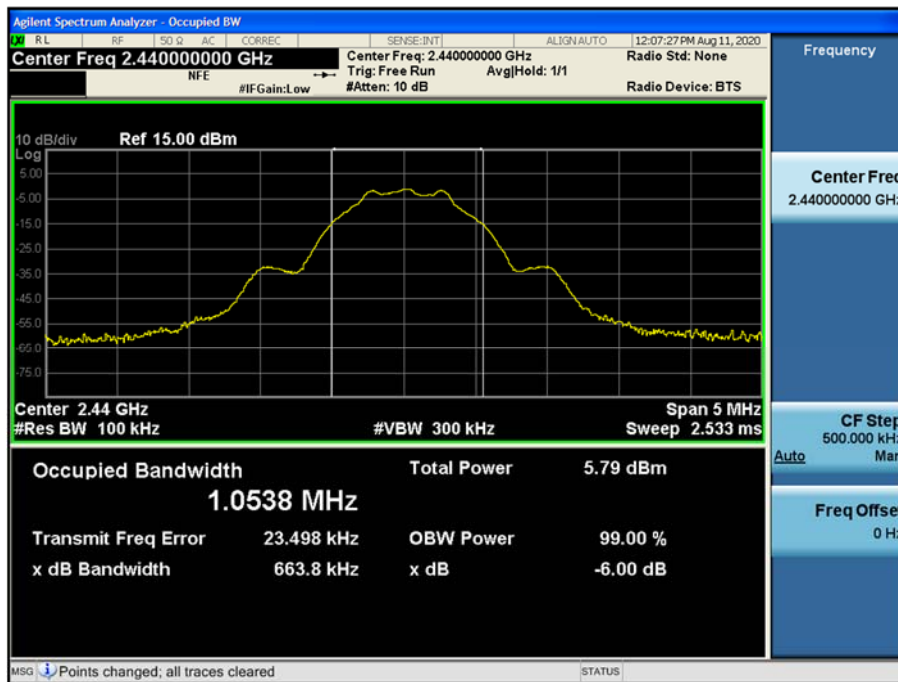 Agilent Spectrum Analyzer - Occupied BW
RL RF 50 Ω AC CORREC SENSE:INT ALIGNAUTO 12:07:27 PM Aug 11, 2020
Center Freq 2.440000000 GHz
NFE
#IFGain:Low
Center Freq: 2.440000000 GHz
Trig: Free Run Avg|Hold: 1/1
#Atten: 10 dB
Radio Std: None
Radio Device: BTS
10 dB/div Ref 15.00 dBm
Log
5.00
-5.00
-15.0
-25.0
-35.0
-45.0
-55.0
-65.0
-75.0
Center 2.44 GHz Span 5 MHz
#Res BW 100 kHz #VBW 300 kHz Sweep 2.533 ms
Occupied Bandwidth Total Power 5.79 dBm
1.0538 MHz
Transmit Freq Error 23.498 kHz OBW Power 99.00 %
x dB Bandwidth 663.8 kHz x dB -6.00 dB
MSG Points changed; all traces cleared STATUS
Frequency
Center Freq
2.440000000 GHz
CF Step
500.000 kHz
Auto Man
Freq Offse
0 Hz